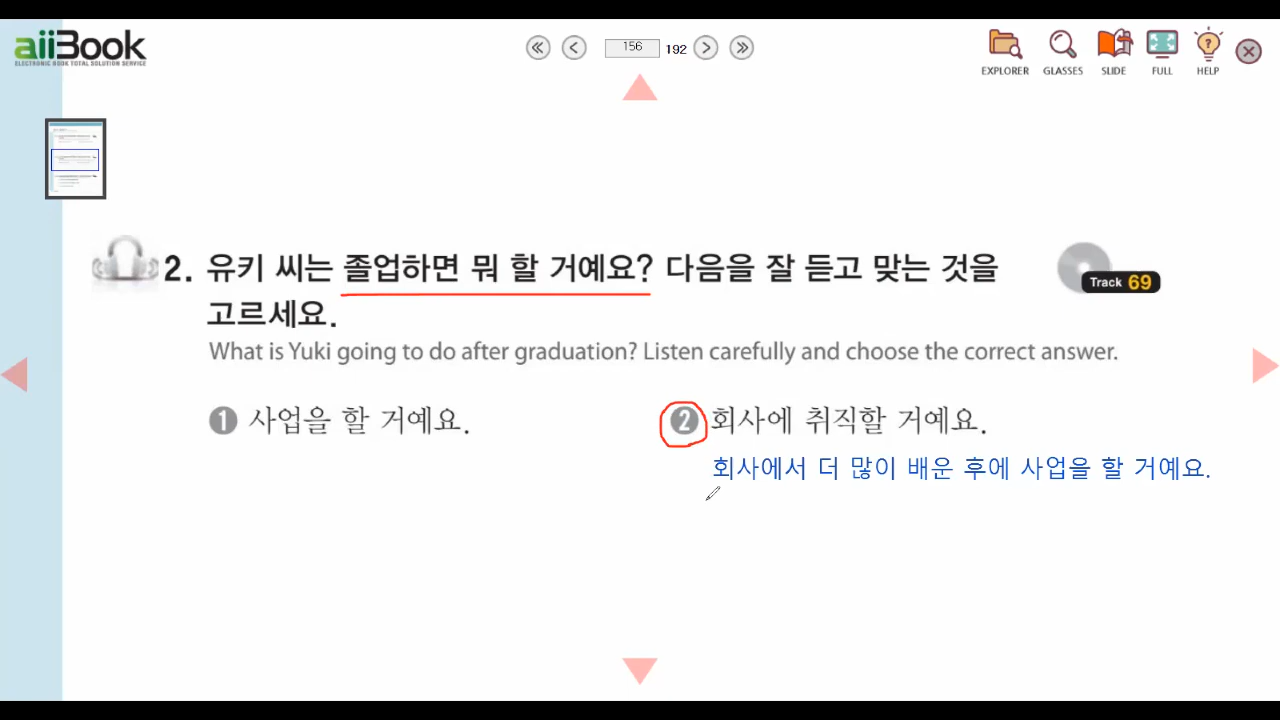 aiiBook
ELECTRONIC BOOK TOTAL SOLUTION SERVICE
156 192
EXPLORER GLASSES SLIDE FULL HELP
2. 유키 씨는 졸업하면 뭐 할 거예요? 다음을 잘 듣고 맞는 것을
고르세요.
Track 69
What is Yuki going to do after graduation? Listen carefully and choose the correct answer.
1 사업을 할 거예요.
2 회사에 취직할 거예요.
회사에서 더 많이 배운 후에 사업을 할 거예요.